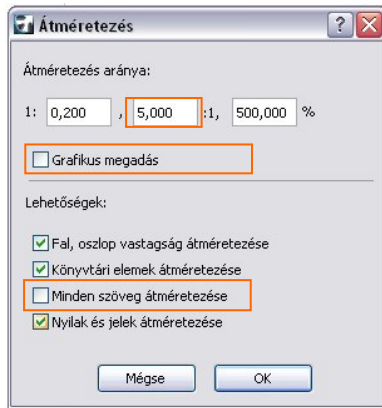 Átméretezés
Átméretezés aránya:
1: 0,200 , 5,000 :1, 500,000 %
Grafikus megadás
Lehetőségek:
Fal, oszlop vastagság átméretezése
Könyvtári elemek átméretezése
Minden szöveg átméretezése
Nyilak és jelek átméretezése
Mégse OK